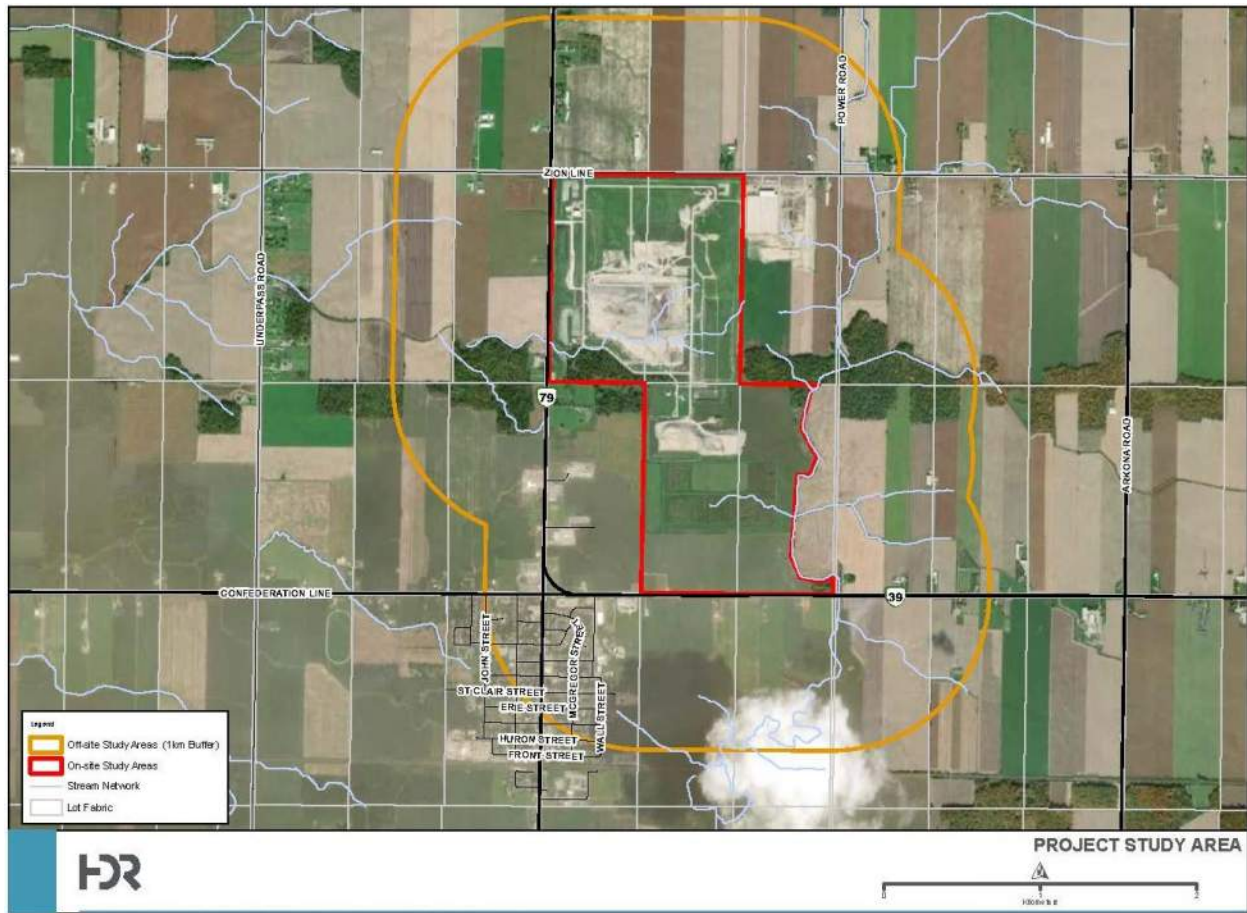 POWER ROAD
ZION LINE
UNDERPASS ROAD
79
ARKONA ROAD
CONFEDERATION LINE
39
JOHN STREET
MCGREGOR STREET
ST CLAIR STREET
ERIE STREET
WALL STREET
HURON STREET
FRONT STREET
Legend
Off-site Study Areas (1km Buffer)
On-site Study Areas
Stream Network
Lot Fabric
HDR
PROJECT STUDY AREA
0 1 2
Kilometers